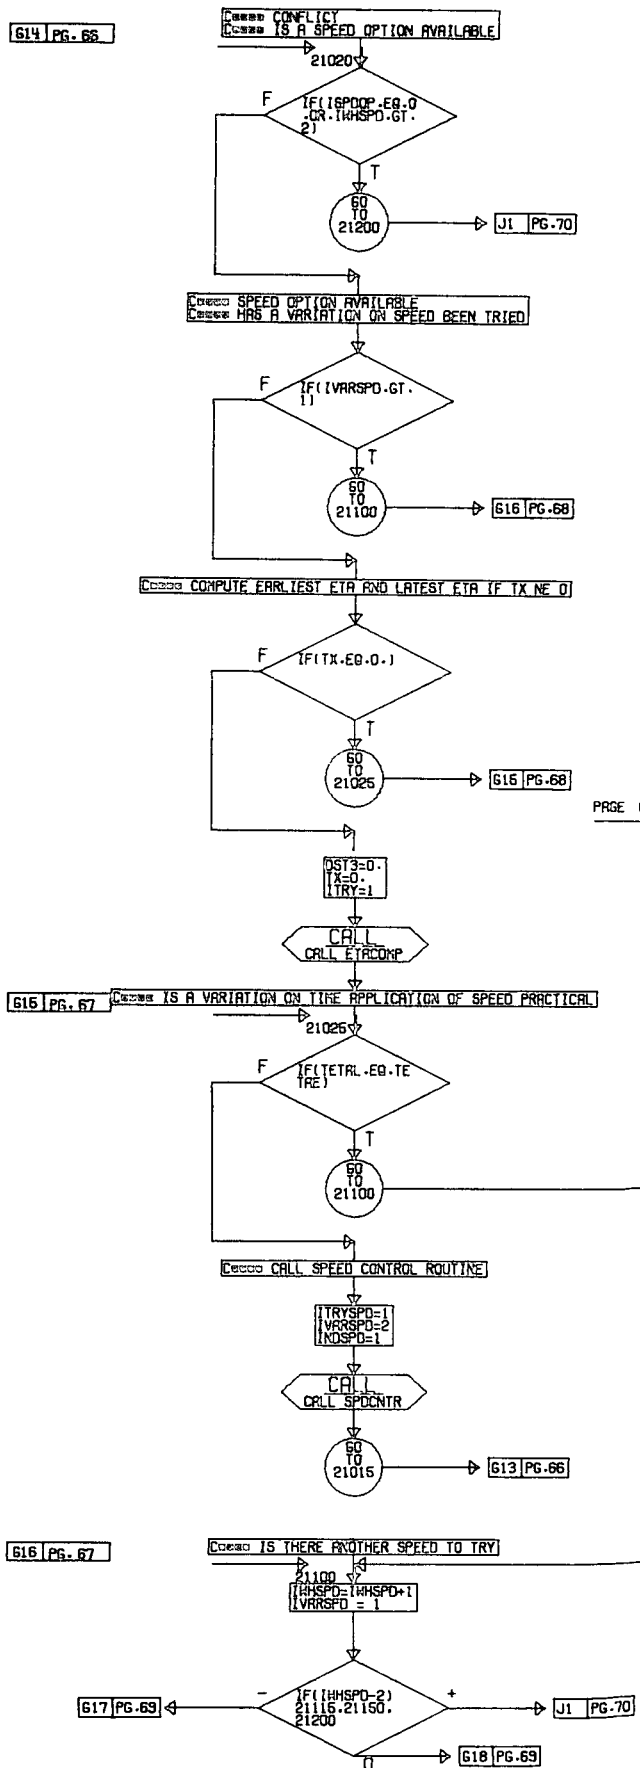 G14 PG. 65
C CONFLICT
C IS A SPEED OPTION AVAILABLE
21020
F
IF(ISPDOP.EQ.0
.OR.IWHSPD.GT.
2)
T
GO
TO
21200
J1 PG.70
C SPEED OPTION AVAILABLE
C HAS A VARIATION ON SPEED BEEN TRIED
F
IF(IVARSPD.GT.
1)
T
GO
TO
21100
G16 PG.68
C COMPUTE EARLIEST ETA AND LATEST ETA IF TX NE 0
F
IF(TX.EQ.0.)
T
GO
TO
21025
G15 PG.68
PAGE
DST3=0.
TX=0.
ITRY=1
CALL
CALL ETACOMP
G15 PG. 67
C IS A VARIATION ON TIME APPLICATION OF SPEED PRACTICAL
21025
F
IF(TETAL.EQ.TE
TAE)
T
GO
TO
21100
C CALL SPEED CONTROL ROUTINE
ITRYSPD=1
IVARSPD=2
INDSPD=1
CALL
CALL SPDCNTR
GO
TO
21015
G13 PG.66
G16 PG. 67
C IS THERE ANOTHER SPEED TO TRY
21100
IWHSPD=IWHSPD+1
IVARSPD = 1
-
IF(IWHSPD-2)
21115,21150,
21200
+
G17 PG.69
J1 PG.70
0
G18 PG.69